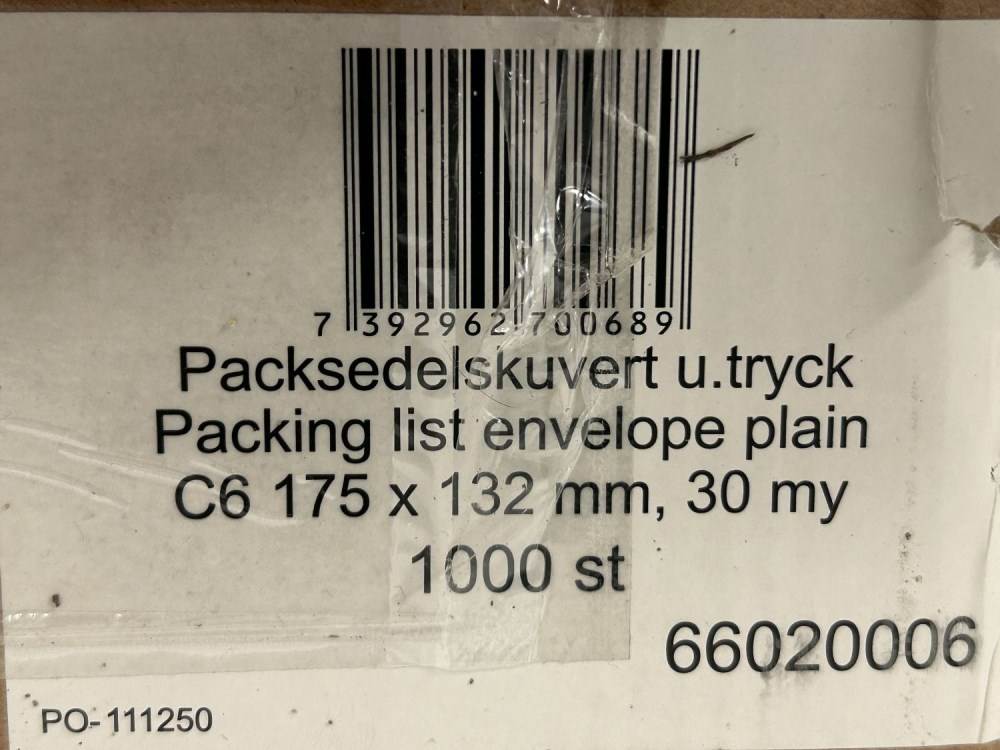 7 392962 700689
Packsedelskuvert u.tryck
Packing list envelope plain
C6 175 x 132 mm, 30 my
1000 st
66020006
PO-111250